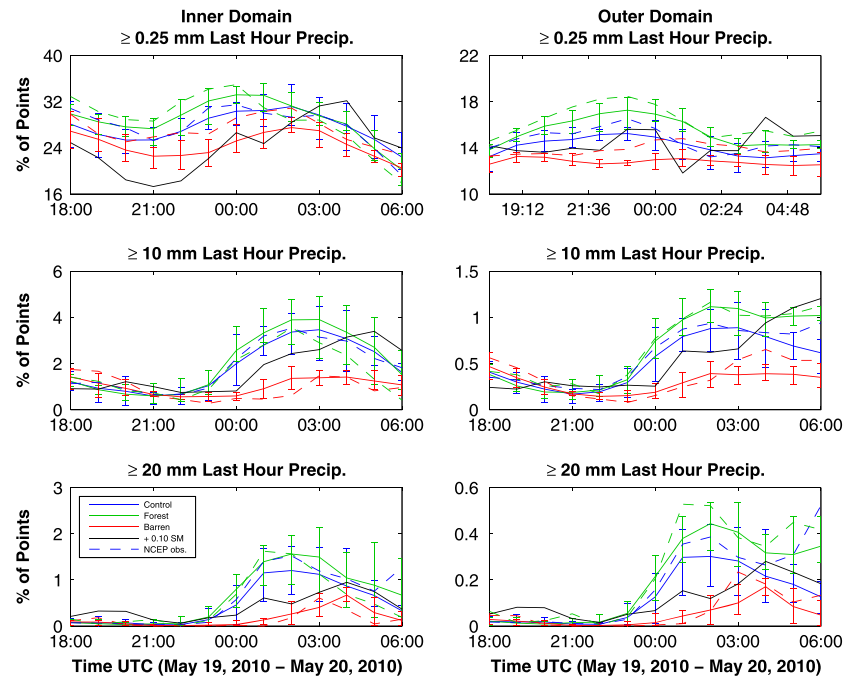 Inner Domain
≥ 0.25 mm Last Hour Precip.
Outer Domain
≥ 0.25 mm Last Hour Precip.
% of Points
40
32
24
16
18:00 21:00 00:00 03:00 06:00
22
18
14
10
19:12 21:36 00:00 02:24 04:48
≥ 10 mm Last Hour Precip.
≥ 10 mm Last Hour Precip.
% of Points
6
4
2
0
18:00 21:00 00:00 03:00 06:00
1.5
1
0.5
0
18:00 21:00 00:00 03:00 06:00
≥ 20 mm Last Hour Precip.
≥ 20 mm Last Hour Precip.
% of Points
3
2
1
0
Control
Forest
Barren
+ 0.10 SM
NCEP obs.
18:00 21:00 00:00 03:00 06:00
Time UTC (May 19, 2010 − May 20, 2010)
0.6
0.4
0.2
0
18:00 21:00 00:00 03:00 06:00
Time UTC (May 19, 2010 − May 20, 2010)